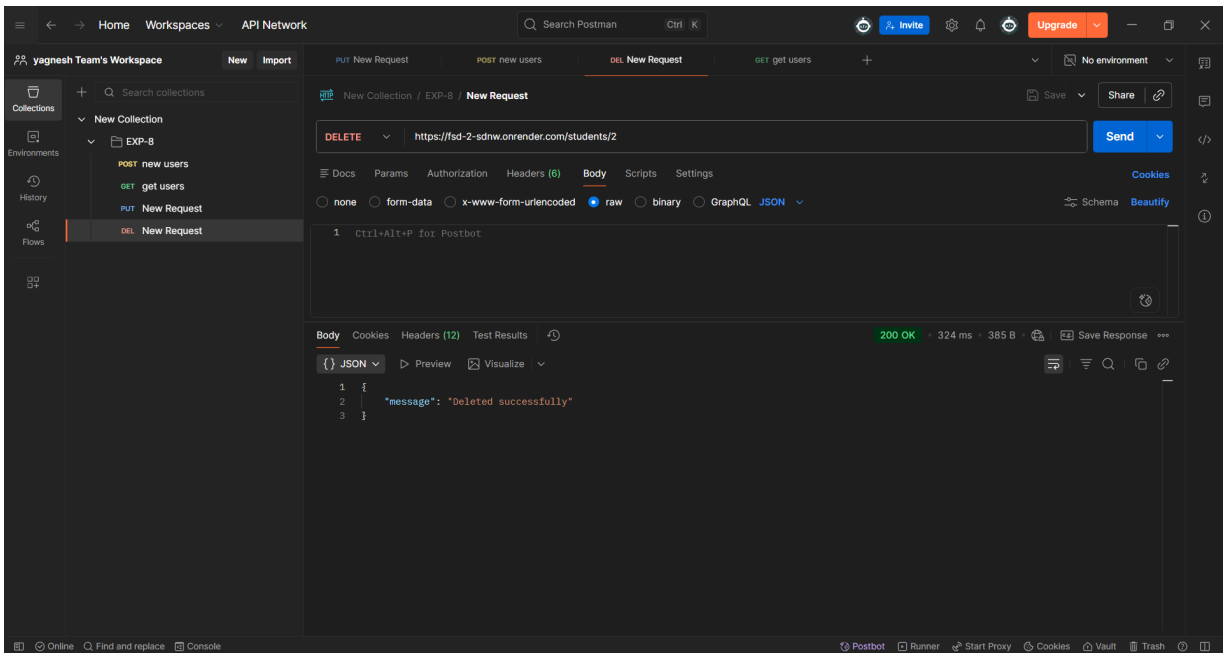 Home Workspaces API Network Search Postman Ctrl K Invite Upgrade
yagnesh Team's Workspace New Import PUT New Request POST new users DEL New Request GET get users No environment
Collections Search collections HTTP New Collection / EXP-8 / New Request Save Share
New Collection
EXP-8 DELETE https://fsd-2-sdnw.onrender.com/students/2 Send
Environments
POST new users
Docs Params Authorization Headers (6) Body Scripts Settings Cookies
GET get users
History
none form-data x-www-form-urlencoded raw binary GraphQL JSON Schema Beautify
PUT New Request
DEL New Request 1 Ctrl+Alt+P for Postbot
Flows
Body Cookies Headers (12) Test Results 200 OK 324 ms 385 B Save Response
{} JSON Preview Visualize
1 {
2 "message": "Deleted successfully"
3 }
Online Find and replace Console Postbot Runner Start Proxy Cookies Vault Trash